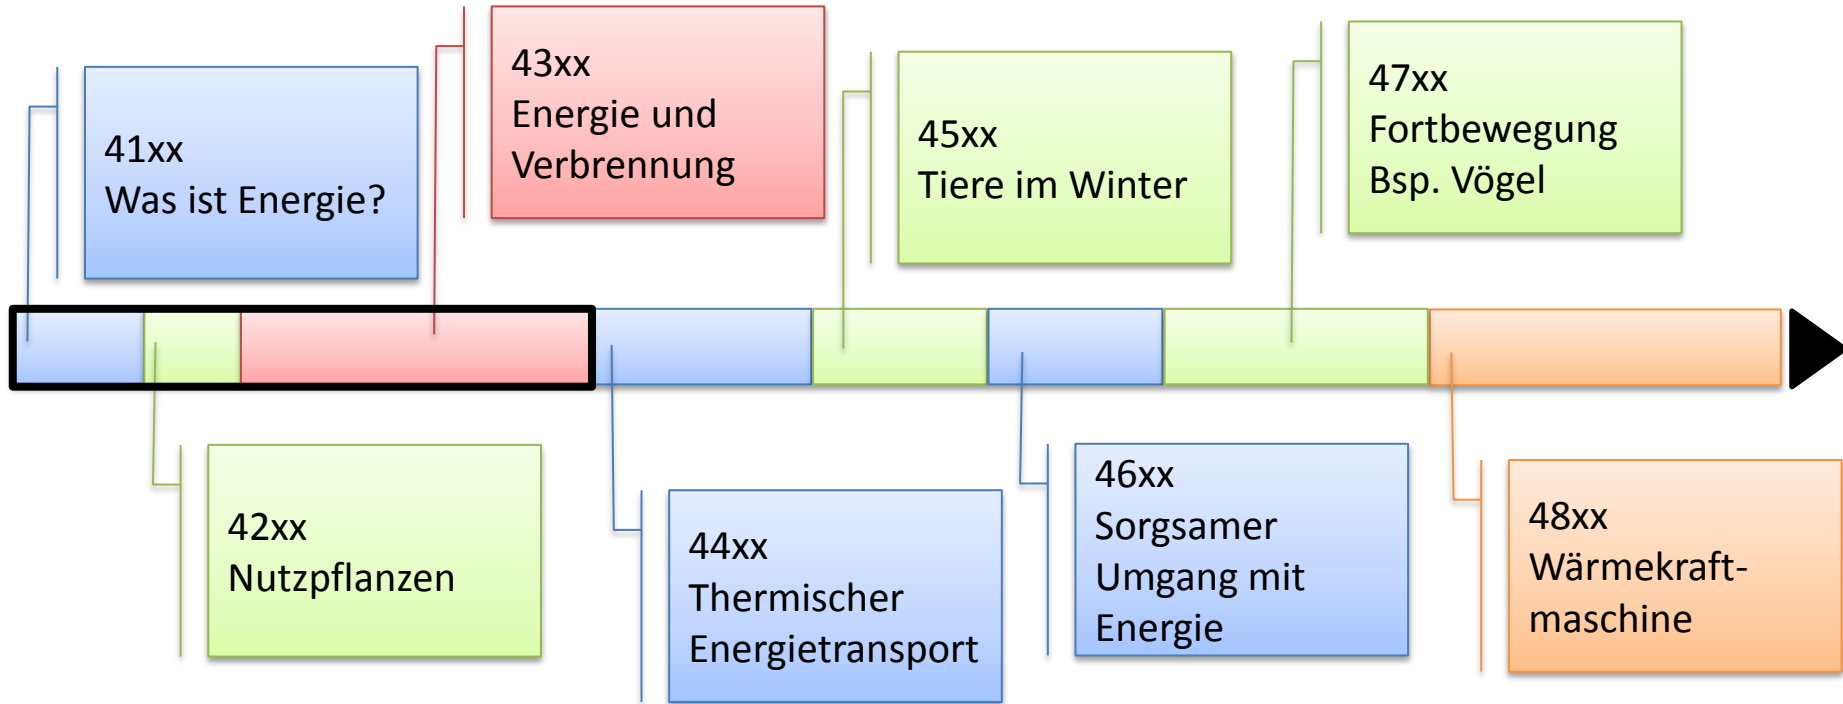 41xx
Was ist Energie?
42xx
Nutzpflanzen
43xx
Energie und
Verbrennung
44xx
Thermischer
Energietransport
45xx
Tiere im Winter
46xx
Sorgsamer
Umgang mit
Energie
47xx
Fortbewegung
Bsp. Vögel
48xx
Wärmekraft-
maschine